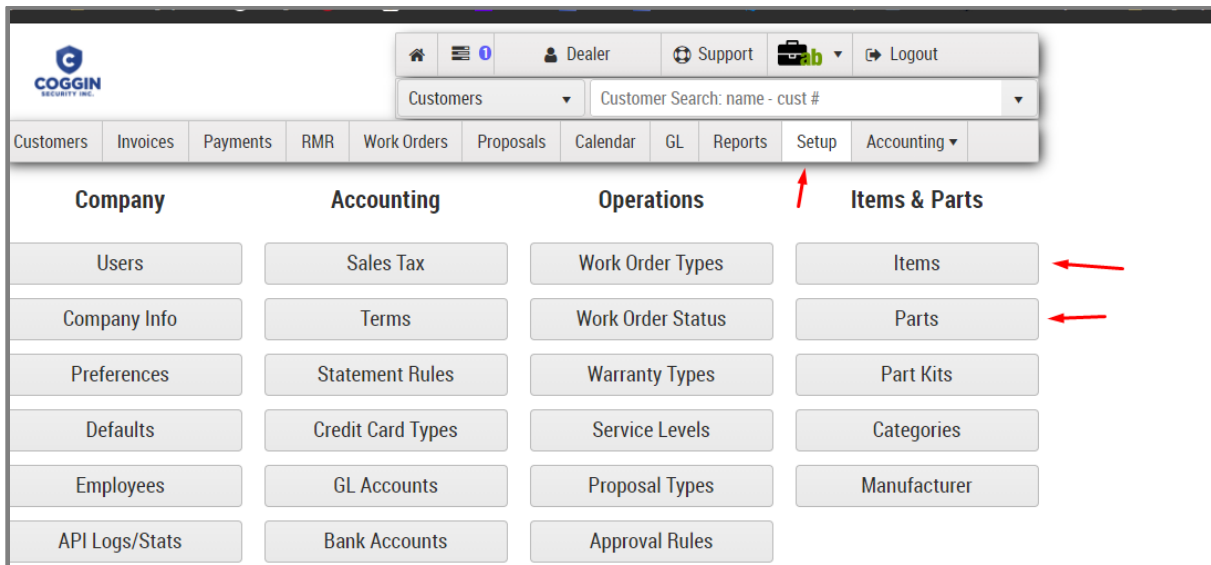 C
COGGIN
SECURITY INC.
1 Dealer Support ab Logout
Customers Customer Search: name - cust #
Customers Invoices Payments RMR Work Orders Proposals Calendar GL Reports Setup Accounting
Company Accounting Operations Items & Parts
Users Sales Tax Work Order Types Items
Company Info Terms Work Order Status Parts
Preferences Statement Rules Warranty Types Part Kits
Defaults Credit Card Types Service Levels Categories
Employees GL Accounts Proposal Types Manufacturer
API Logs/Stats Bank Accounts Approval Rules